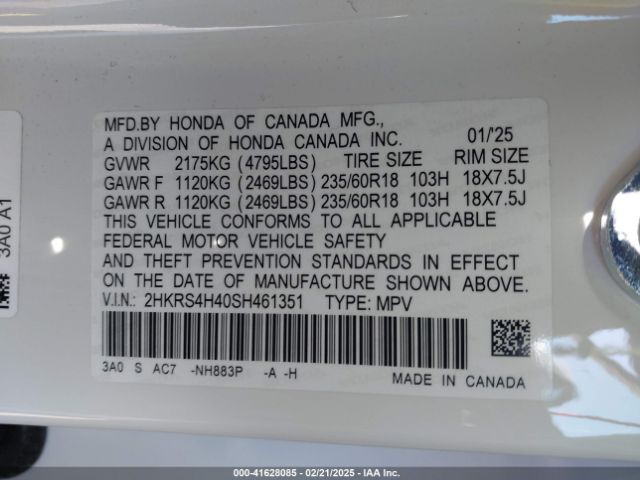 3A0 A1
MFD.BY HONDA OF CANADA MFG.,
A DIVISION OF HONDA CANADA INC. 01/'25
GVWR 2175KG (4795LBS) TIRE SIZE RIM SIZE
GAWR F 1120KG (2469LBS) 235/60R18 103H 18X7.5J
GAWR R 1120KG (2469LBS) 235/60R18 103H 18X7.5J
THIS VEHICLE CONFORMS TO ALL APPLICABLE
FEDERAL MOTOR VEHICLE SAFETY
AND THEFT PREVENTION STANDARDS IN EFFECT
ON THE DATE OF MANUFACTURE SHOWN ABOVE.
V.I.N.: 2HKRS4H40SH461351 TYPE: MPV
3A0 S AC7 -NH883P -A -H
MADE IN CANADA
000-41628085 - 02/21/2025 - IAA Inc.